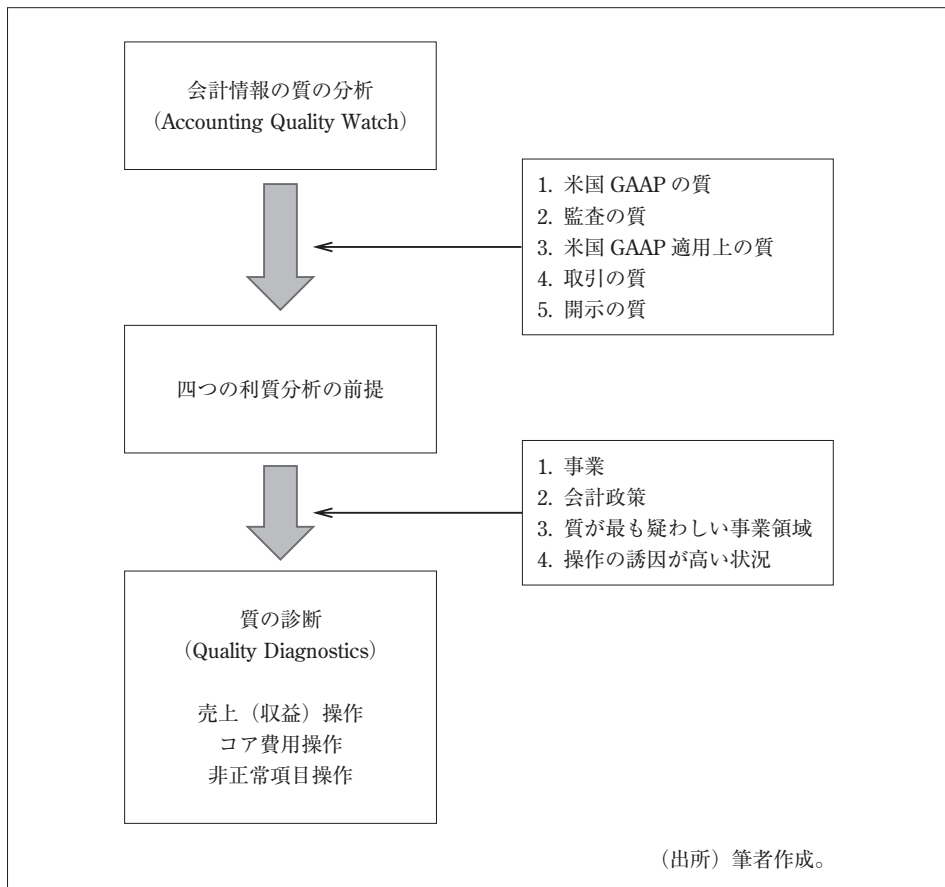 会計情報の質の分析
（Accounting Quality Watch）
1. 米国 GAAP の質
2. 監査の質
3. 米国 GAAP 適用上の質
4. 取引の質
5. 開示の質
四つの利質分析の前提
1. 事業
2. 会計政策
3. 質が最も疑わしい事業領域
4. 操作の誘因が高い状況
質の診断
（Quality Diagnostics）
売上（収益）操作
コア費用操作
非正常項目操作
（出所）筆者作成。